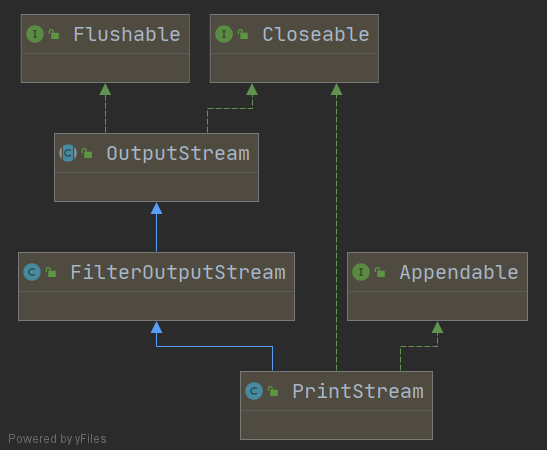 I Flushable
I Closeable
C OutputStream
C FilterOutputStream
I Appendable
C PrintStream
Powered by yFiles